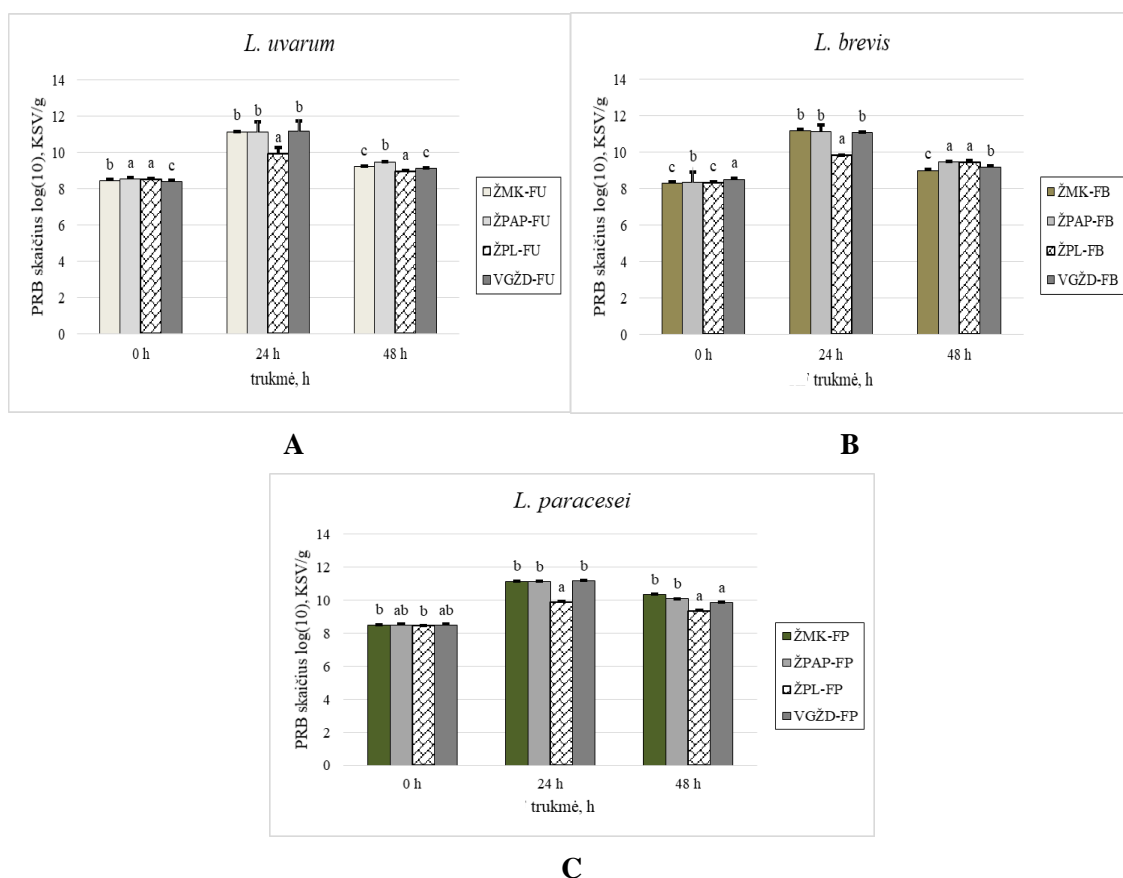 L. uvarum
PRB skaičius log(10), KSV/g
14
12
10
8
6
4
2
0
b a a c
b b a b
c b a c
0 h 24 h 48 h
trukmė, h
ŽMK-FU
ŽPAP-FU
ŽPL-FU
VGŽD-FU
A
L. brevis
PRB skaičius log(10), KSV/g
14
12
10
8
6
4
2
0
c c c a
b b a b
c a a b
0 h 24 h 48 h
trukmė, h
ŽMK-FB
ŽPAP-FB
ŽPL-FB
VGŽD-FB
B
L. paracesei
PRB skaičius log(10), KSV/g
14
12
10
8
6
4
2
0
b ab b ab
b b a b
b b a a
0 h 24 h 48 h
trukmė, h
ŽMK-FP
ŽPAP-FP
ŽPL-FP
VGŽD-FP
C